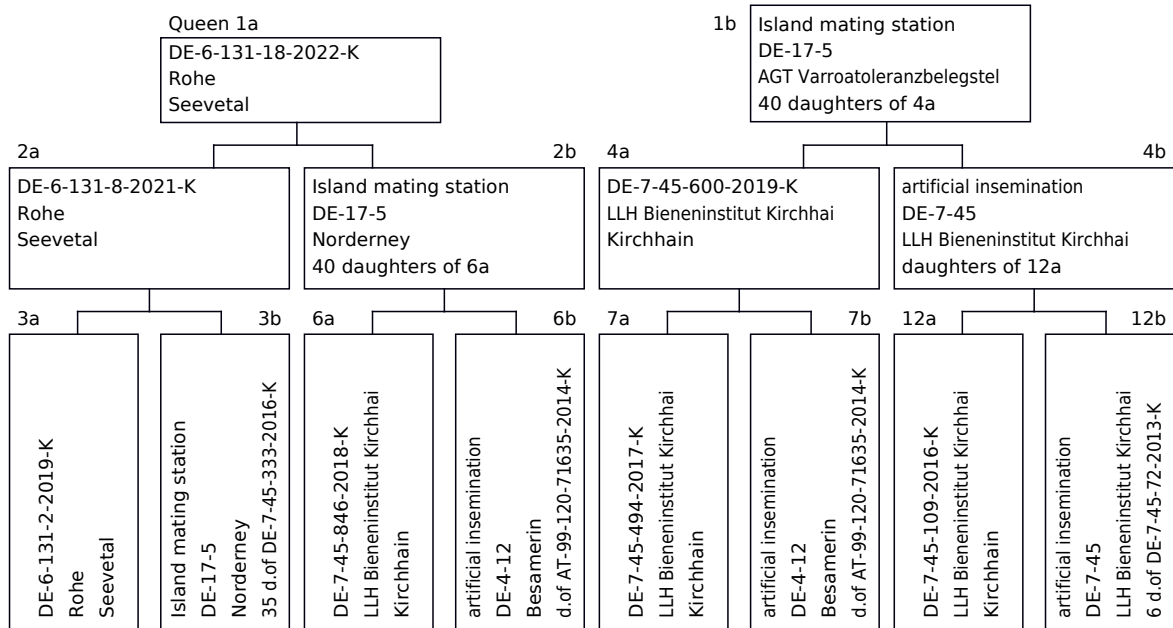 Queen 1a
DE-6-131-18-2022-K
Rohe
Seevetal
1b
Island mating station
DE-17-5
AGT Varroatoleranzbelegstel
40 daughters of 4a
2a
DE-6-131-8-2021-K
Rohe
Seevetal
2b
Island mating station
DE-17-5
Norderney
40 daughters of 6a
4a
DE-7-45-600-2019-K
LLH Bieneninstitut Kirchhai
Kirchhain
4b
artificial insemination
DE-7-45
LLH Bieneninstitut Kirchhai
daughters of 12a
3a
DE-6-131-2-2019-K
Rohe
Seevetal
3b
Island mating station
DE-17-5
Norderney
35 d.of DE-7-45-333-2016-K
6a
DE-7-45-846-2018-K
LLH Bieneninstitut Kirchhai
Kirchhain
6b
artificial insemination
DE-4-12
Besamerin
d.of AT-99-120-71635-2014-K
7a
DE-7-45-494-2017-K
LLH Bieneninstitut Kirchhai
Kirchhain
7b
artificial insemination
DE-4-12
Besamerin
d.of AT-99-120-71635-2014-K
12a
DE-7-45-109-2016-K
LLH Bieneninstitut Kirchhai
Kirchhain
12b
artificial insemination
DE-7-45
LLH Bieneninstitut Kirchhai
6 d.of DE-7-45-72-2013-K